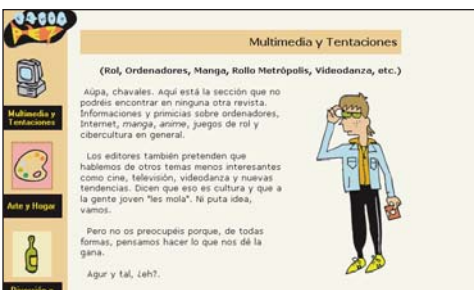 Multimedia y Tentaciones
(Rol, Ordenadores, Manga, Rollo Metrópolis, Videodanza, etc.)
Multimedia y
Tentaciones
Arte y Hogar
Aúpa, chavales. Aquí está la sección que no
podréis encontrar en ninguna otra revista.
Informaciones y primicias sobre ordenadores,
Internet, manga, anime, juegos de rol y
cibercultura en general.
Los editores también pretenden que
hablemos de otros temas menos interesantes
como cine, televisión, videodanza y nuevas
tendencias. Dicen que eso es cultura y que a
la gente joven "les mola". Ni puta idea,
vamos.
Pero no os preocupéis porque, de todas
formas, pensamos hacer lo que nos dé la
gana.
Agur y tal, ¿eh?.